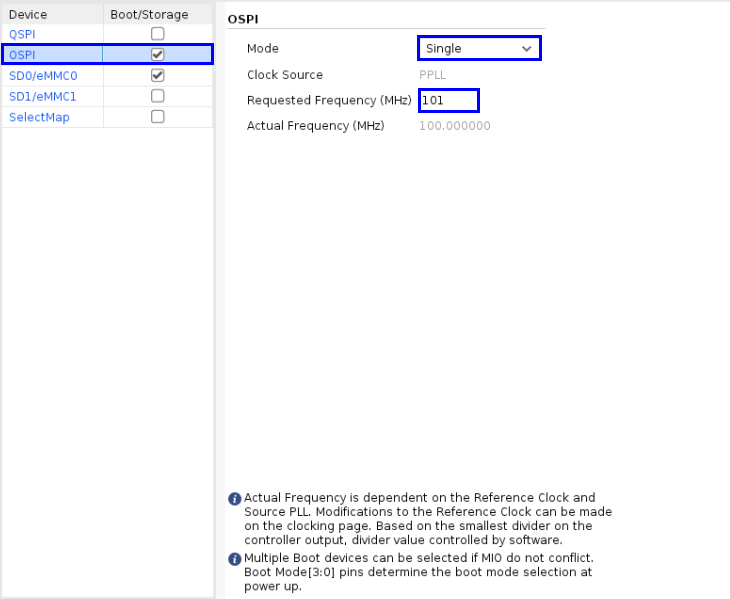 Device Boot/Storage
QSPI
OSPI
SD0/eMMC0
SD1/eMMC1
SelectMap
OSPI
Mode Single
Clock Source PPLL
Requested Frequency (MHz) 101
Actual Frequency (MHz) 100.000000
Actual Frequency is dependent on the Reference Clock and
Source PLL. Modifications to the Reference Clock can be made
on the clocking page. Based on the smallest divider on the
controller output, divider value controlled by software.
Multiple Boot devices can be selected if MIO do not conflict.
Boot Mode[3:0] pins determine the boot mode selection at
power up.